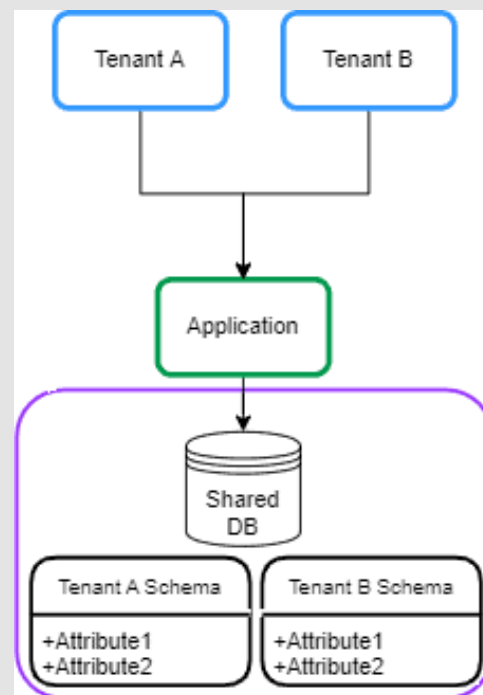 Tenant A
Tenant B
Application
Shared
DB
Tenant A Schema
+Attribute1
+Attribute2
Tenant B Schema
+Attribute1
+Attribute2